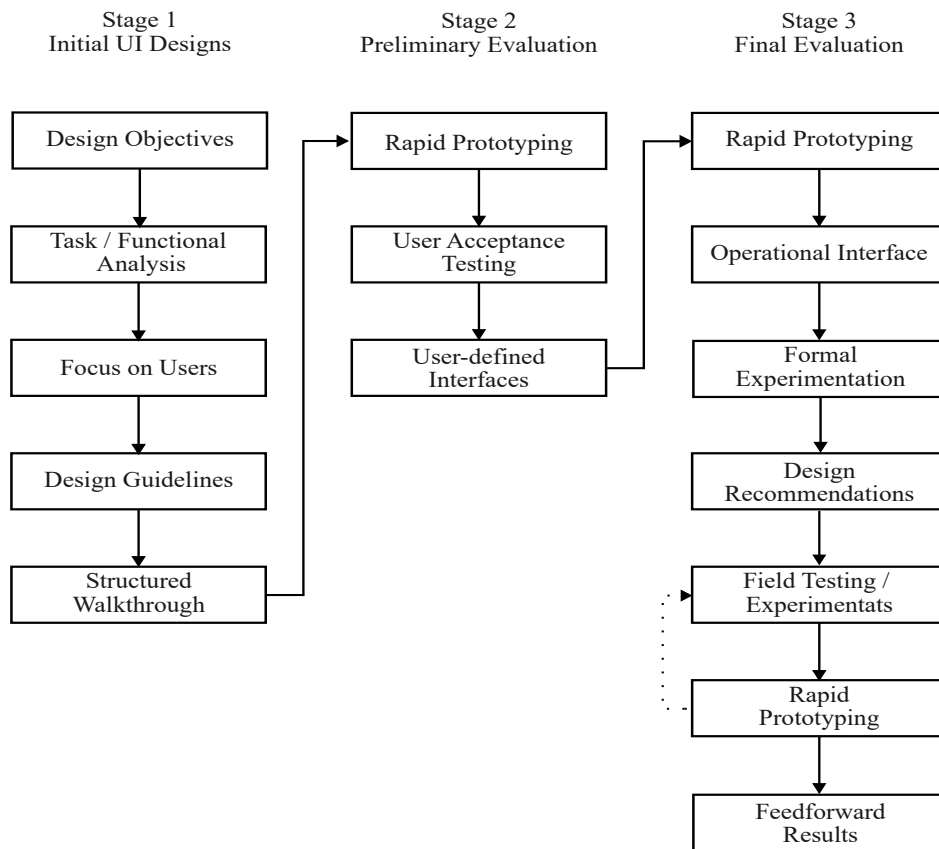 Stage 1
Initial UI Designs
Design Objectives
Task / Functional
Analysis
Focus on Users
Design Guidelines
Structured
Walkthrough
Stage 2
Preliminary Evaluation
Rapid Prototyping
User Acceptance
Testing
User-defined
Interfaces
Stage 3
Final Evaluation
Rapid Prototyping
Operational Interface
Formal
Experimentation
Design
Recommendations
Field Testing /
Experimentats
Rapid
Prototyping
Feedforward
Results